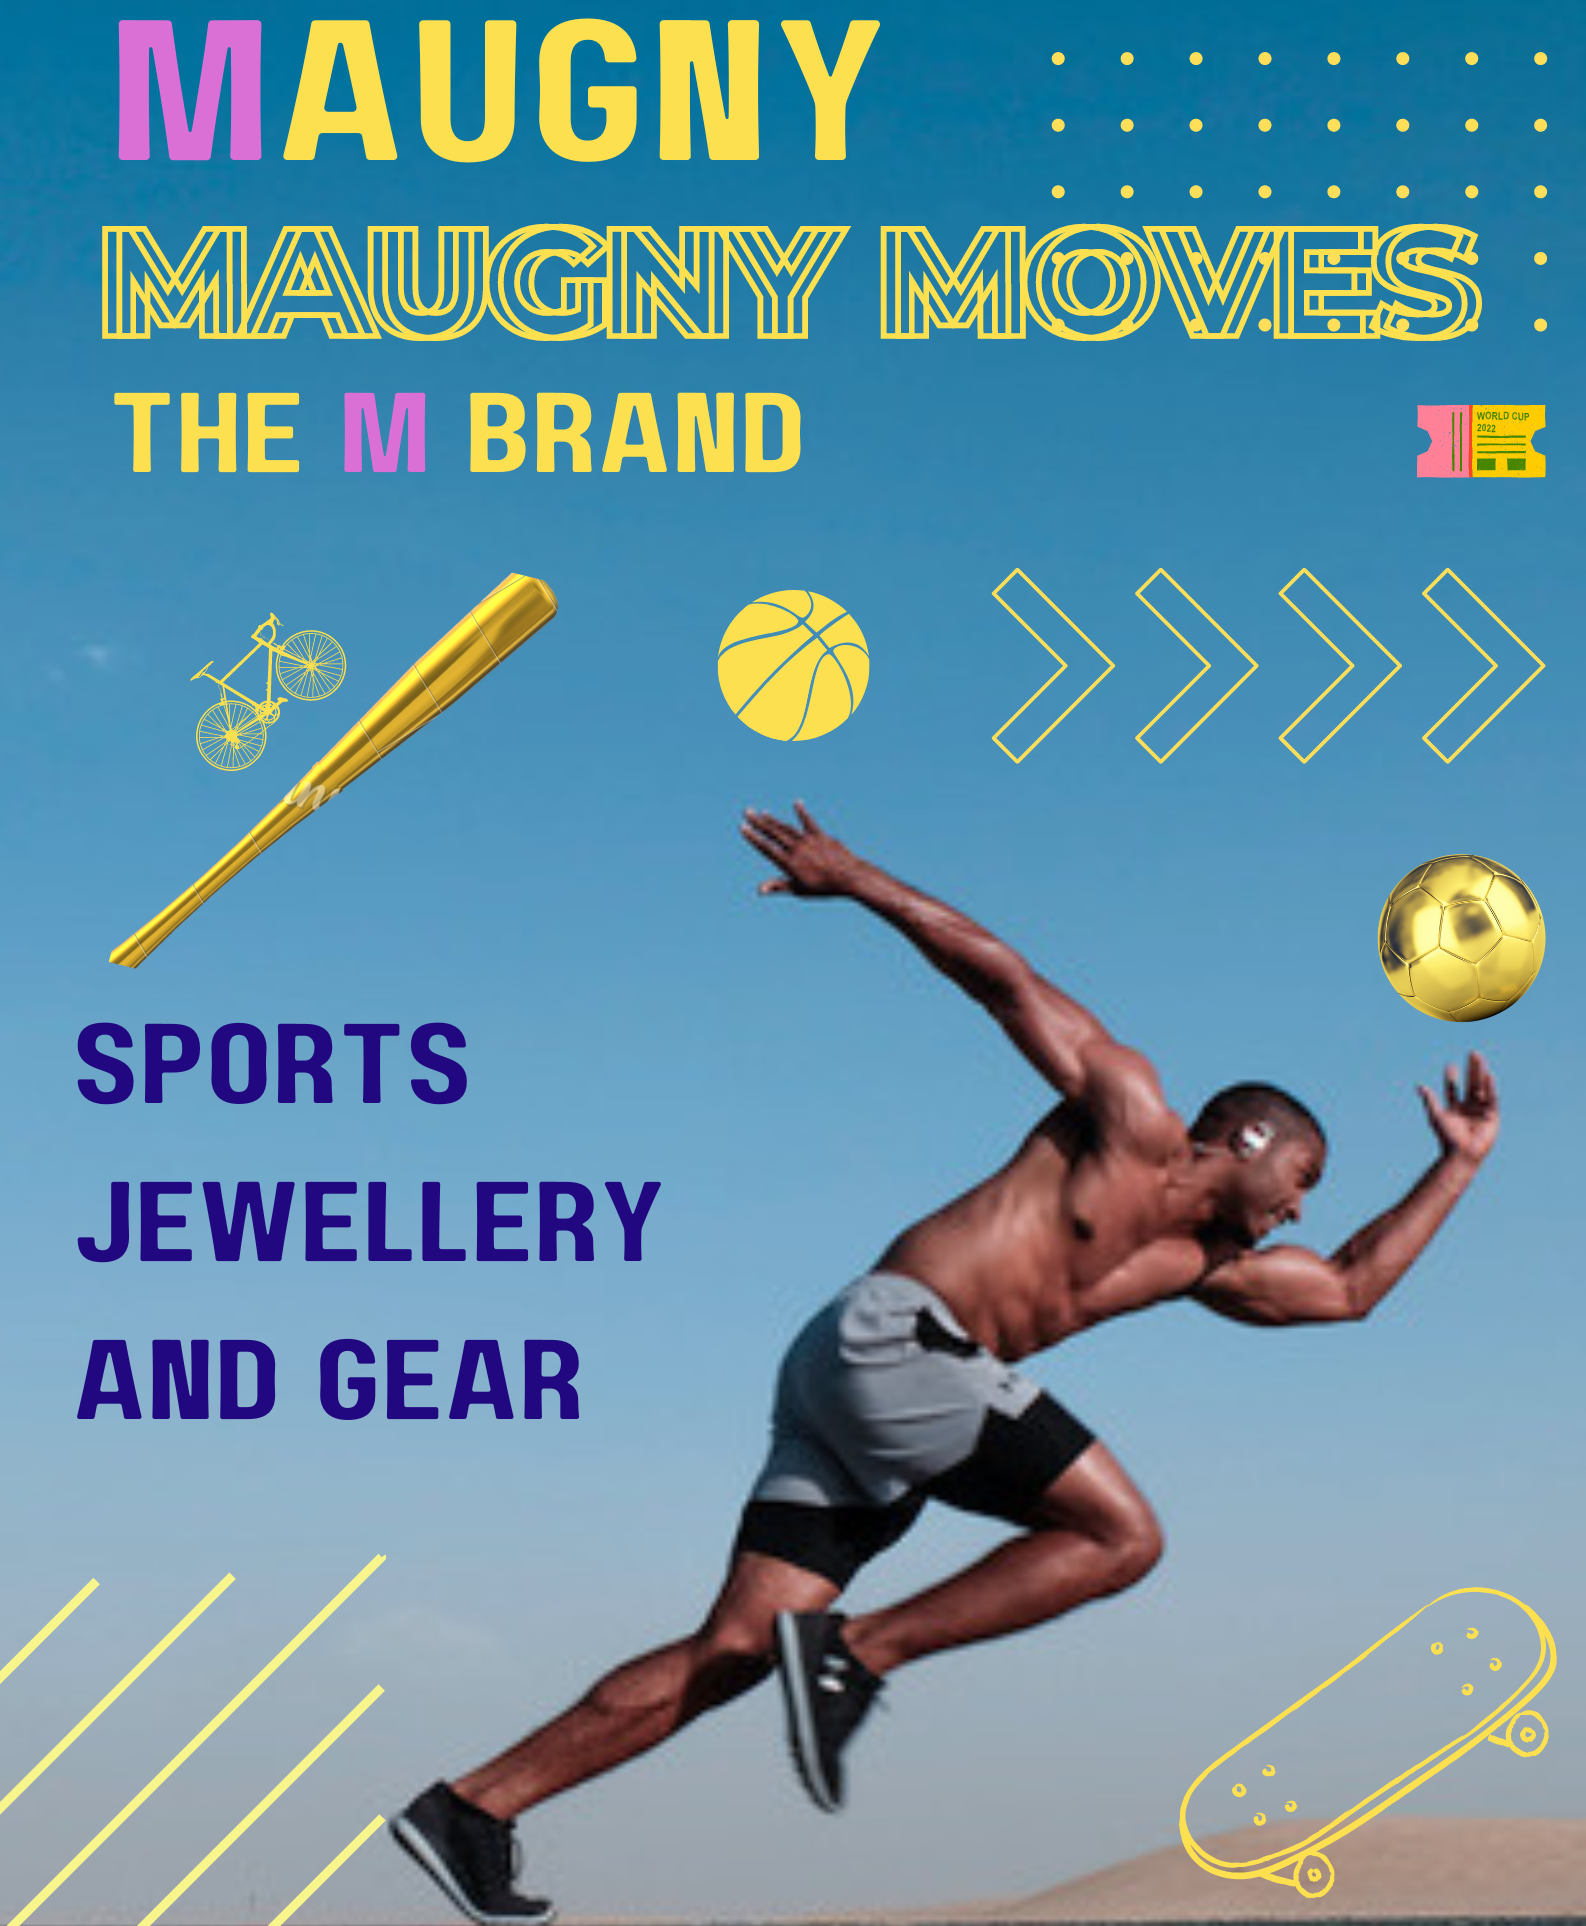 MAUGNY
MAUGNY MOVES
THE M BRAND
WORLD CUP
2022
SPORTS
JEWELLERY
AND GEAR